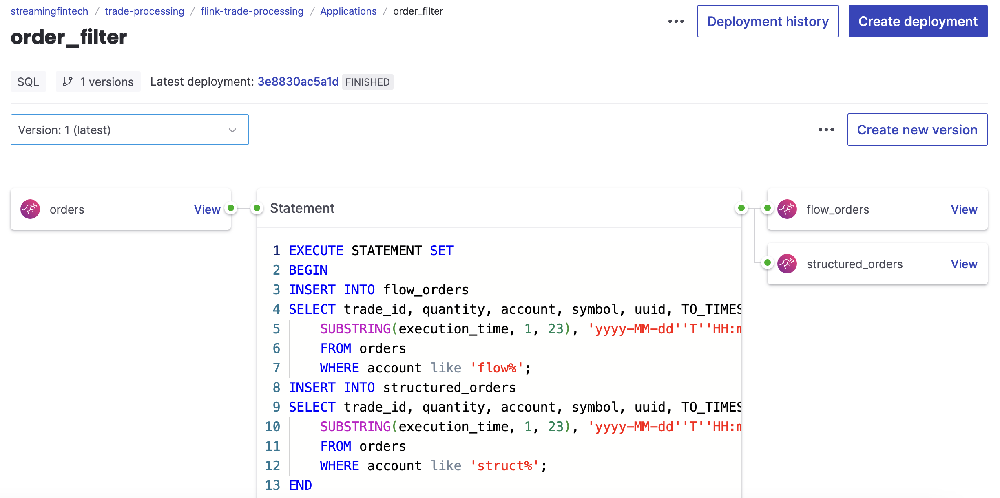 streamingfintech / trade-processing / flink-trade-processing / Applications / order_filter
order_filter
Deployment history
Create deployment
SQL
1 versions
Latest deployment: 3e8830ac5a1d FINISHED
Version: 1 (latest)
Create new version
orders View
Statement
1 EXECUTE STATEMENT SET
2 BEGIN
3 INSERT INTO flow_orders
4 SELECT trade_id, quantity, account, symbol, uuid, TO_TIMES
5 SUBSTRING(execution_time, 1, 23), 'yyyy-MM-dd''T''HH:m
6 FROM orders
7 WHERE account like 'flow%';
8 INSERT INTO structured_orders
9 SELECT trade_id, quantity, account, symbol, uuid, TO_TIMES
10 SUBSTRING(execution_time, 1, 23), 'yyyy-MM-dd''T''HH:m
11 FROM orders
12 WHERE account like 'struct%';
13 END
flow_orders View
structured_orders View